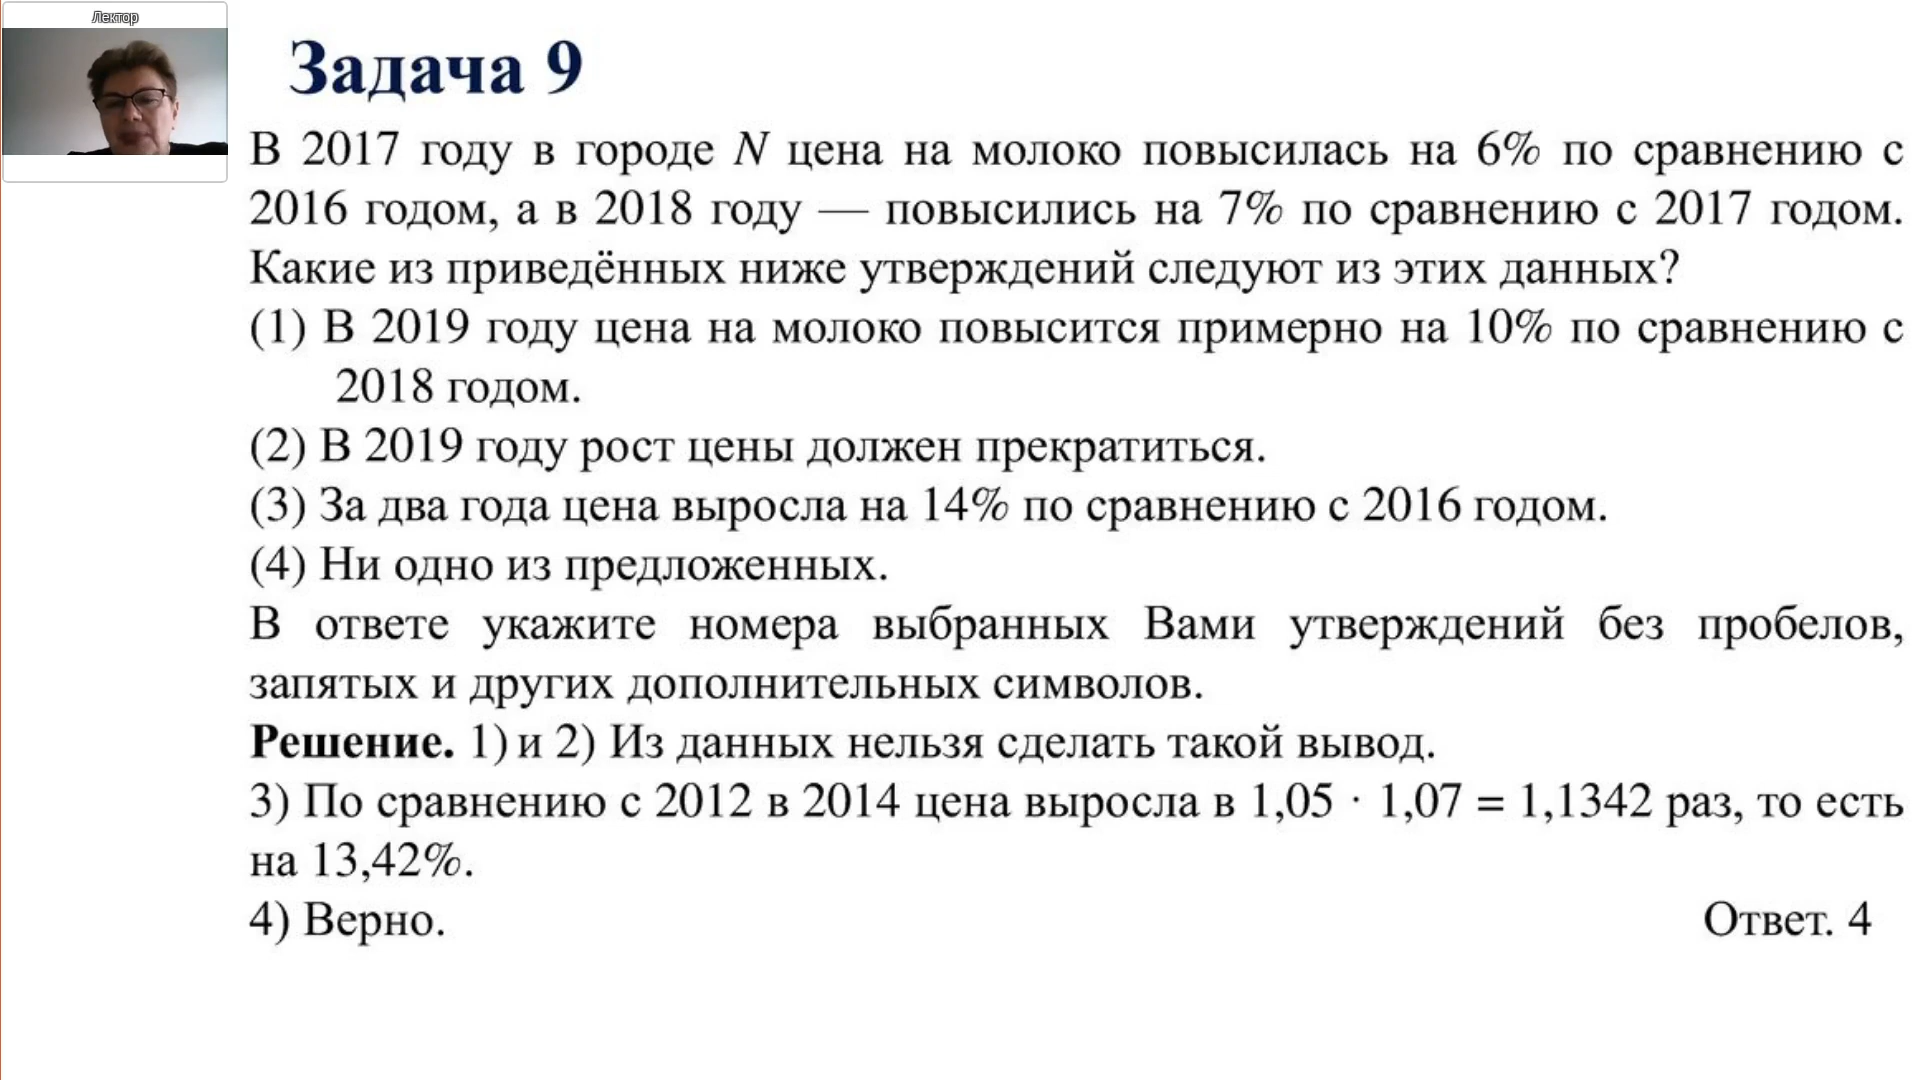 Лектор
Задача 9
В 2017 году в городе N цена на молоко повысилась на 6% по сравнению с
2016 годом, а в 2018 году — повысились на 7% по сравнению с 2017 годом.
Какие из приведённых ниже утверждений следуют из этих данных?
(1) В 2019 году цена на молоко повысится примерно на 10% по сравнению с
2018 годом.
(2) В 2019 году рост цены должен прекратиться.
(3) За два года цена выросла на 14% по сравнению с 2016 годом.
(4) Ни одно из предложенных.
В ответе укажите номера выбранных Вами утверждений без пробелов,
запятых и других дополнительных символов.
Решение. 1) и 2) Из данных нельзя сделать такой вывод.
3) По сравнению с 2012 в 2014 цена выросла в 1,05 · 1,07 = 1,1342 раз, то есть
на 13,42%.
4) Верно. Ответ. 4